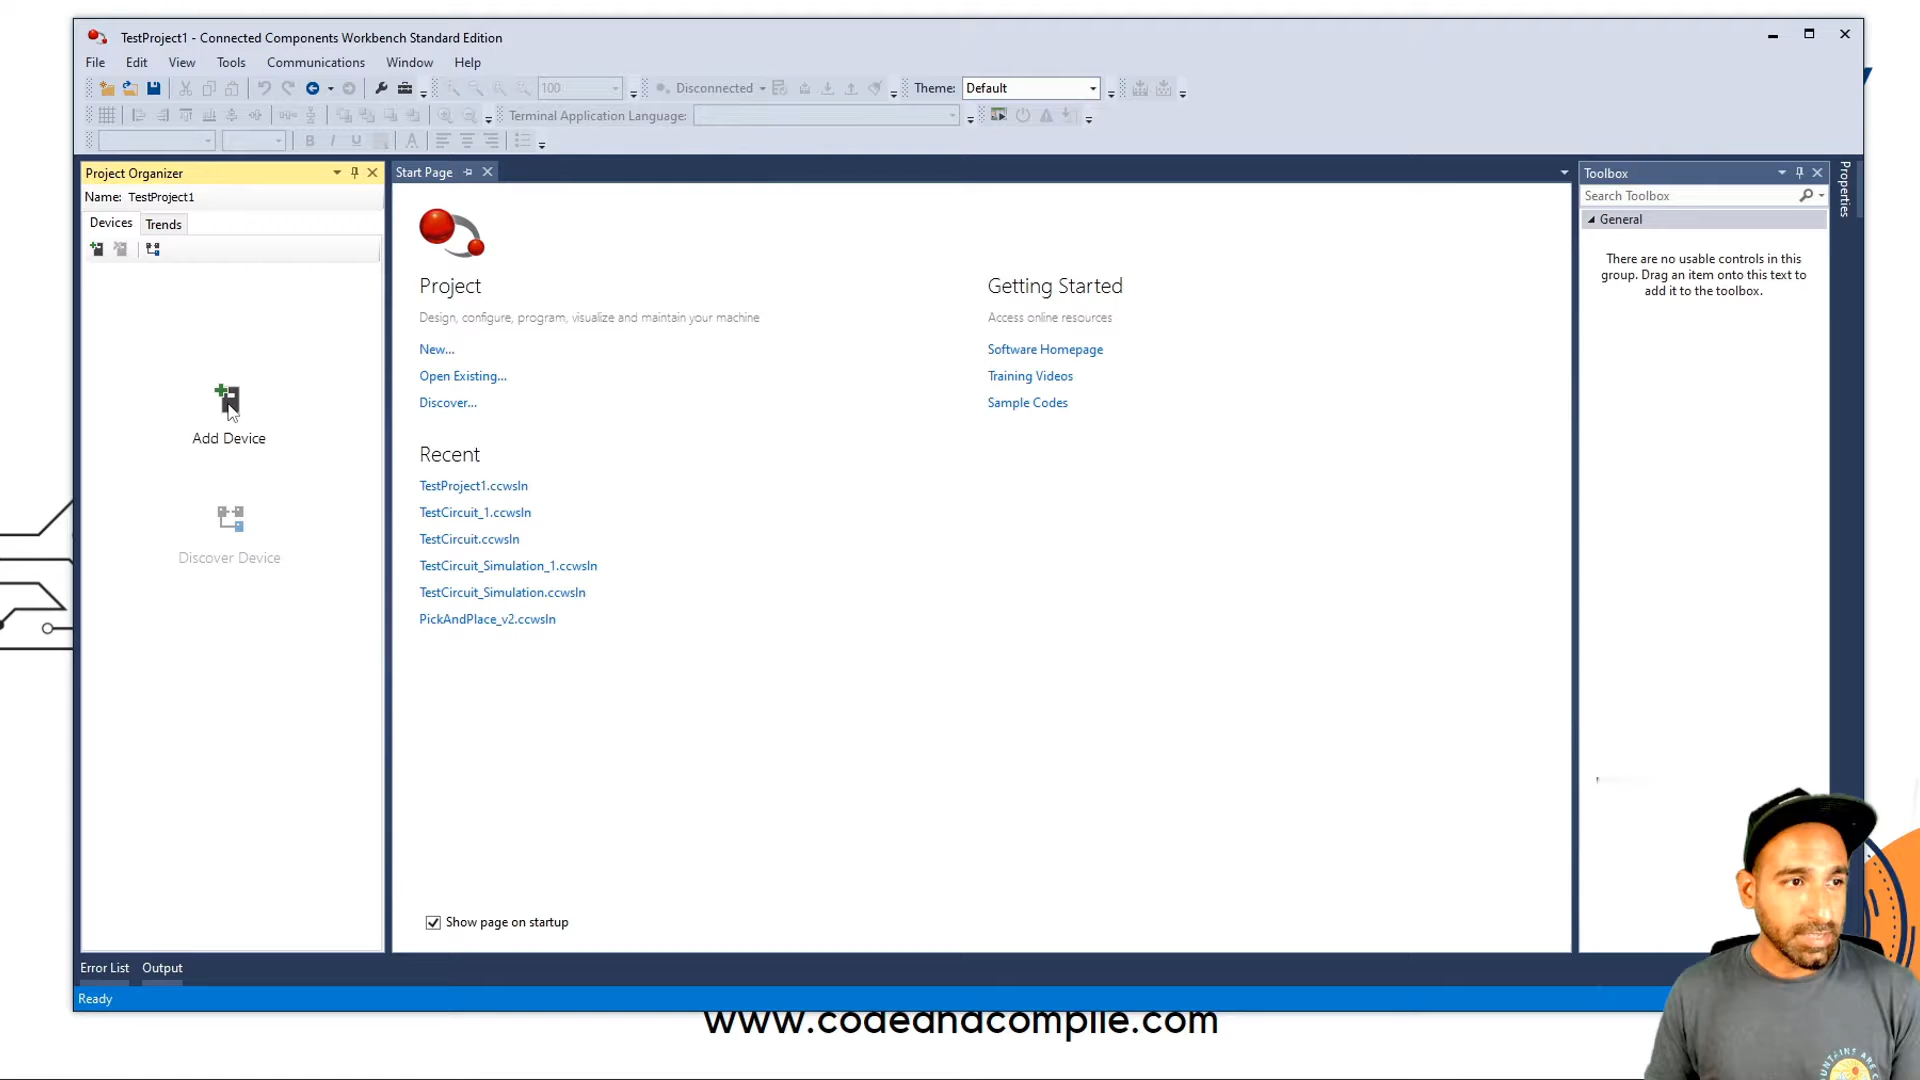 TestProject1 - Connected Components Workbench Standard Edition
File Edit View Tools Communications Window Help
100 Disconnected Theme: Default
Terminal Application Language:
B I U A
Project Organizer
Name: TestProject1
Devices Trends
Add Device
Discover Device
Start Page
Project
Design, configure, program, visualize and maintain your machine
New...
Open Existing...
Discover...
Recent
TestProject1.ccwsln
TestCircuit_1.ccwsln
TestCircuit.ccwsln
TestCircuit_Simulation_1.ccwsln
TestCircuit_Simulation.ccwsln
PickAndPlace_v2.ccwsln
Getting Started
Access online resources
Software Homepage
Training Videos
Sample Codes
Show page on startup
Toolbox
Search Toolbox
General
There are no usable controls in this
group. Drag an item onto this text to
add it to the toolbox.
Properties
Error List Output
Ready
www.codeandcompile.com